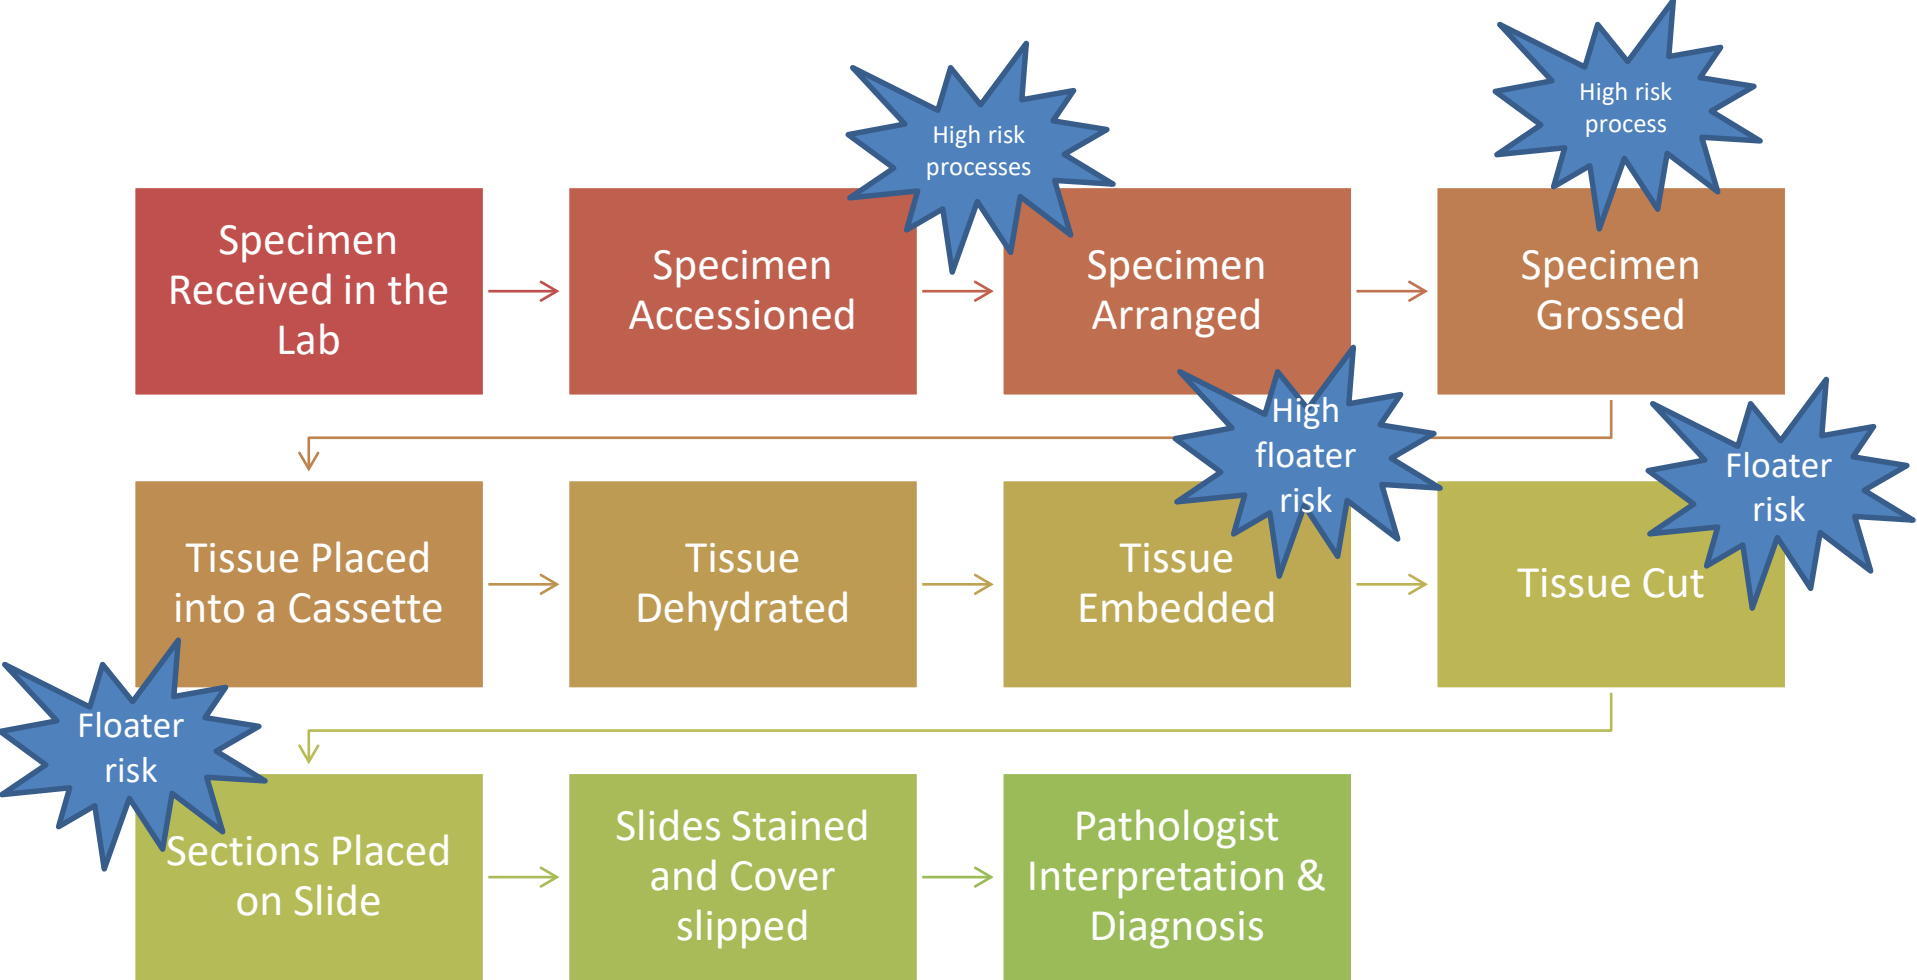 High risk
process
High risk
processes
Specimen
Received in the
Lab
Specimen
Accessioned
Specimen
Arranged
Specimen
Grossed
High
floater
risk
Floater
risk
Tissue Placed
into a Cassette
Tissue
Dehydrated
Tissue
Embedded
Tissue Cut
Floater
risk
Sections Placed
on Slide
Slides Stained
and Cover
slipped
Pathologist
Interpretation &
Diagnosis